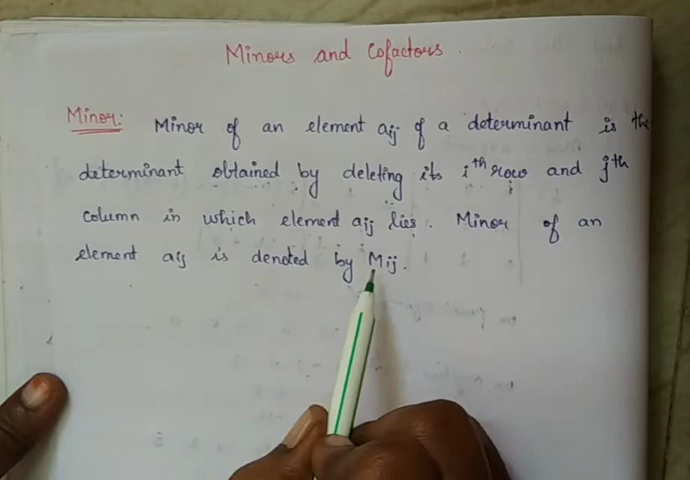 Minors and Cofactors.
Minor: Minor of an element aij of a determinant is the
determinant obtained by deleting its ith row and jth
column in which element aij lies. Minor of an
element aij is denoted by Mij.